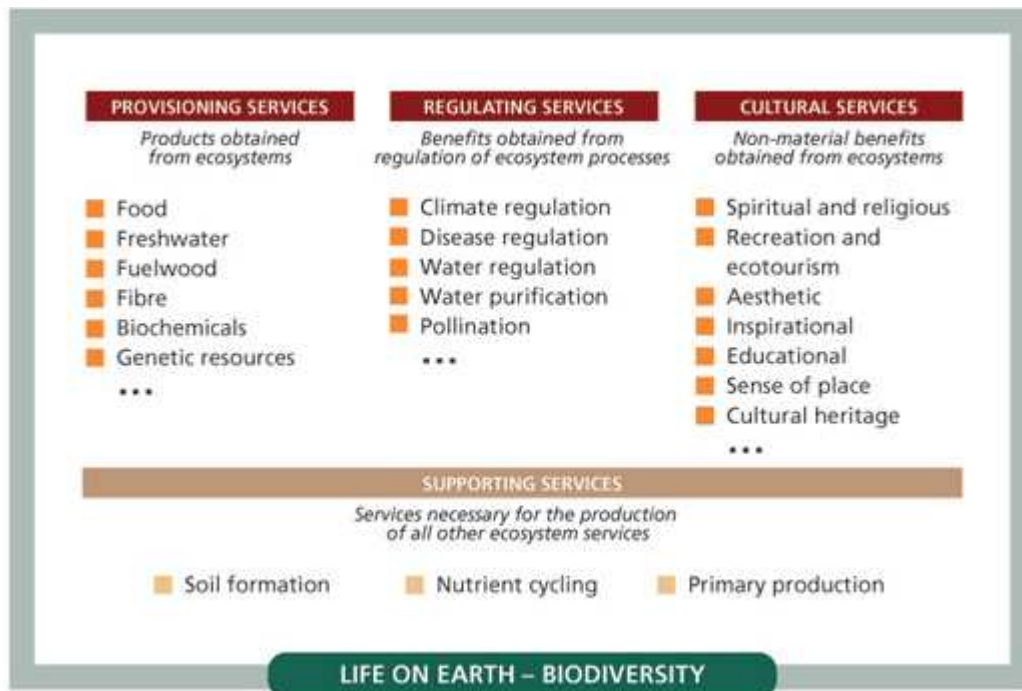 PROVISIONING SERVICES
Products obtained
from ecosystems
Food
Freshwater
Fuelwood
Fibre
Biochemicals
Genetic resources
...
REGULATING SERVICES
Benefits obtained from
regulation of ecosystem processes
Climate regulation
Disease regulation
Water regulation
Water purification
Pollination
...
CULTURAL SERVICES
Non-material benefits
obtained from ecosystems
Spiritual and religious
Recreation and
ecotourism
Aesthetic
Inspirational
Educational
Sense of place
Cultural heritage
...
SUPPORTING SERVICES
Services necessary for the production
of all other ecosystem services
Soil formation
Nutrient cycling
Primary production
LIFE ON EARTH – BIODIVERSITY